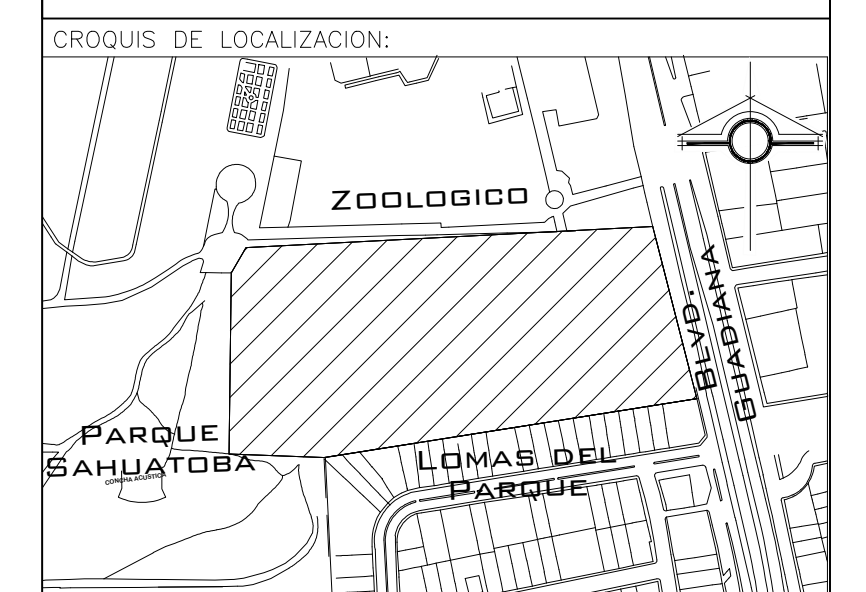 CROQUIS DE LOCALIZACION:
ZOOLOGICO
BLVD.
GUADIANA
PARQUE
SAHUATOBA
CONCHA ACUSTICA
LOMAS DEL
PARQUE